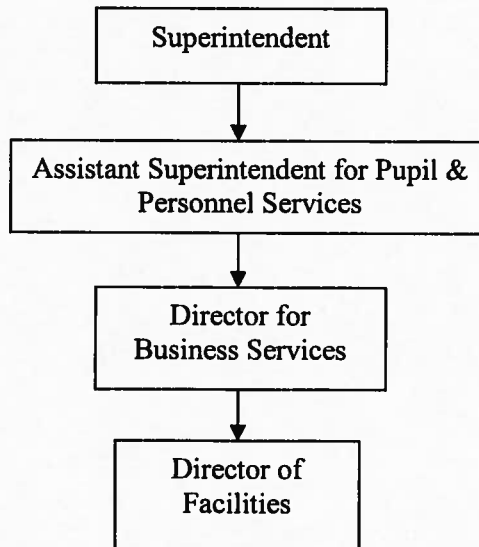 Superintendent
Assistant Superintendent for Pupil &
Personnel Services
Director for
Business Services
Director of
Facilities